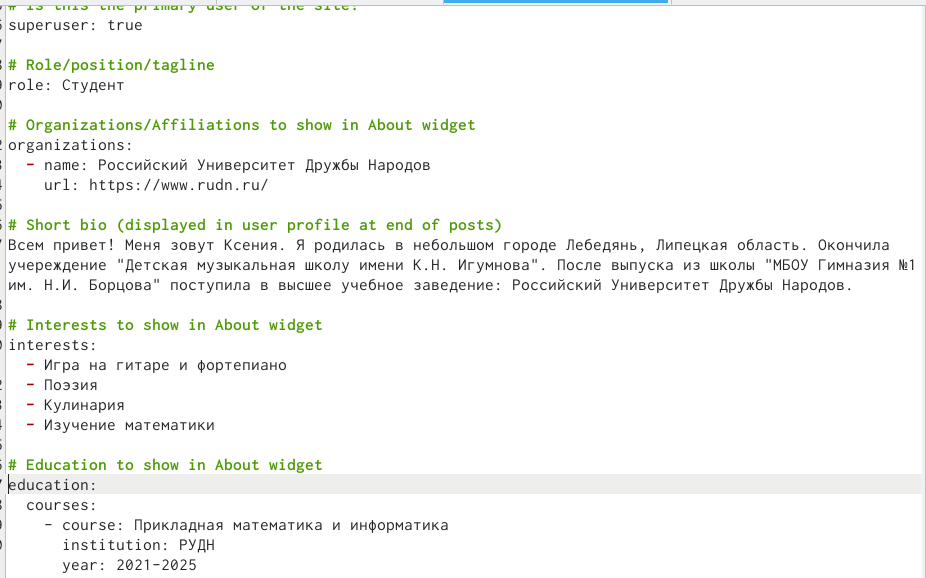 # Is this the primary user of the site?
superuser: true
# Role/position/tagline
role: Студент
# Organizations/Affiliations to show in About widget
organizations:
- name: Российский Университет Дружбы Народов
url: https://www.rudn.ru/
# Short bio (displayed in user profile at end of posts)
Всем привет! Меня зовут Ксения. Я родилась в небольшом городе Лебедянь, Липецкая область. Окончила
учереждение "Детская музыкальная школу имени К.Н. Игумнова". После выпуска из школы "МБОУ Гимназия №1
им. Н.И. Борцова" поступила в высшее учебное заведение: Российский Университет Дружбы Народов.
# Interests to show in About widget
interests:
- Игра на гитаре и фортепиано
- Поэзия
- Кулинария
- Изучение математики
# Education to show in About widget
education:
courses:
- course: Прикладная математика и информатика
institution: РУДН
year: 2021-2025